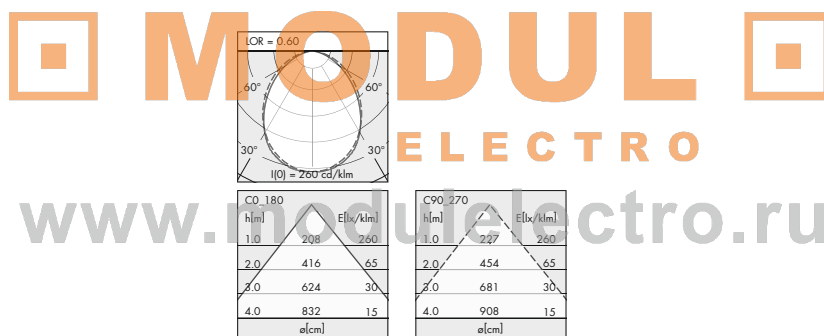 MODUL
ELECTRO
www.modulelectro.ru
LOR = 0.60
60° 60°
30° 30°
I(0) = 260 cd/klm
C0_180
h[m] E[lx/klm]
1.0 208 260
2.0 416 65
3.0 624 30
4.0 832 15
ø[cm]
C90_270
h[m] E[lx/klm]
1.0 227 260
2.0 454 65
3.0 681 30
4.0 908 15
ø[cm]